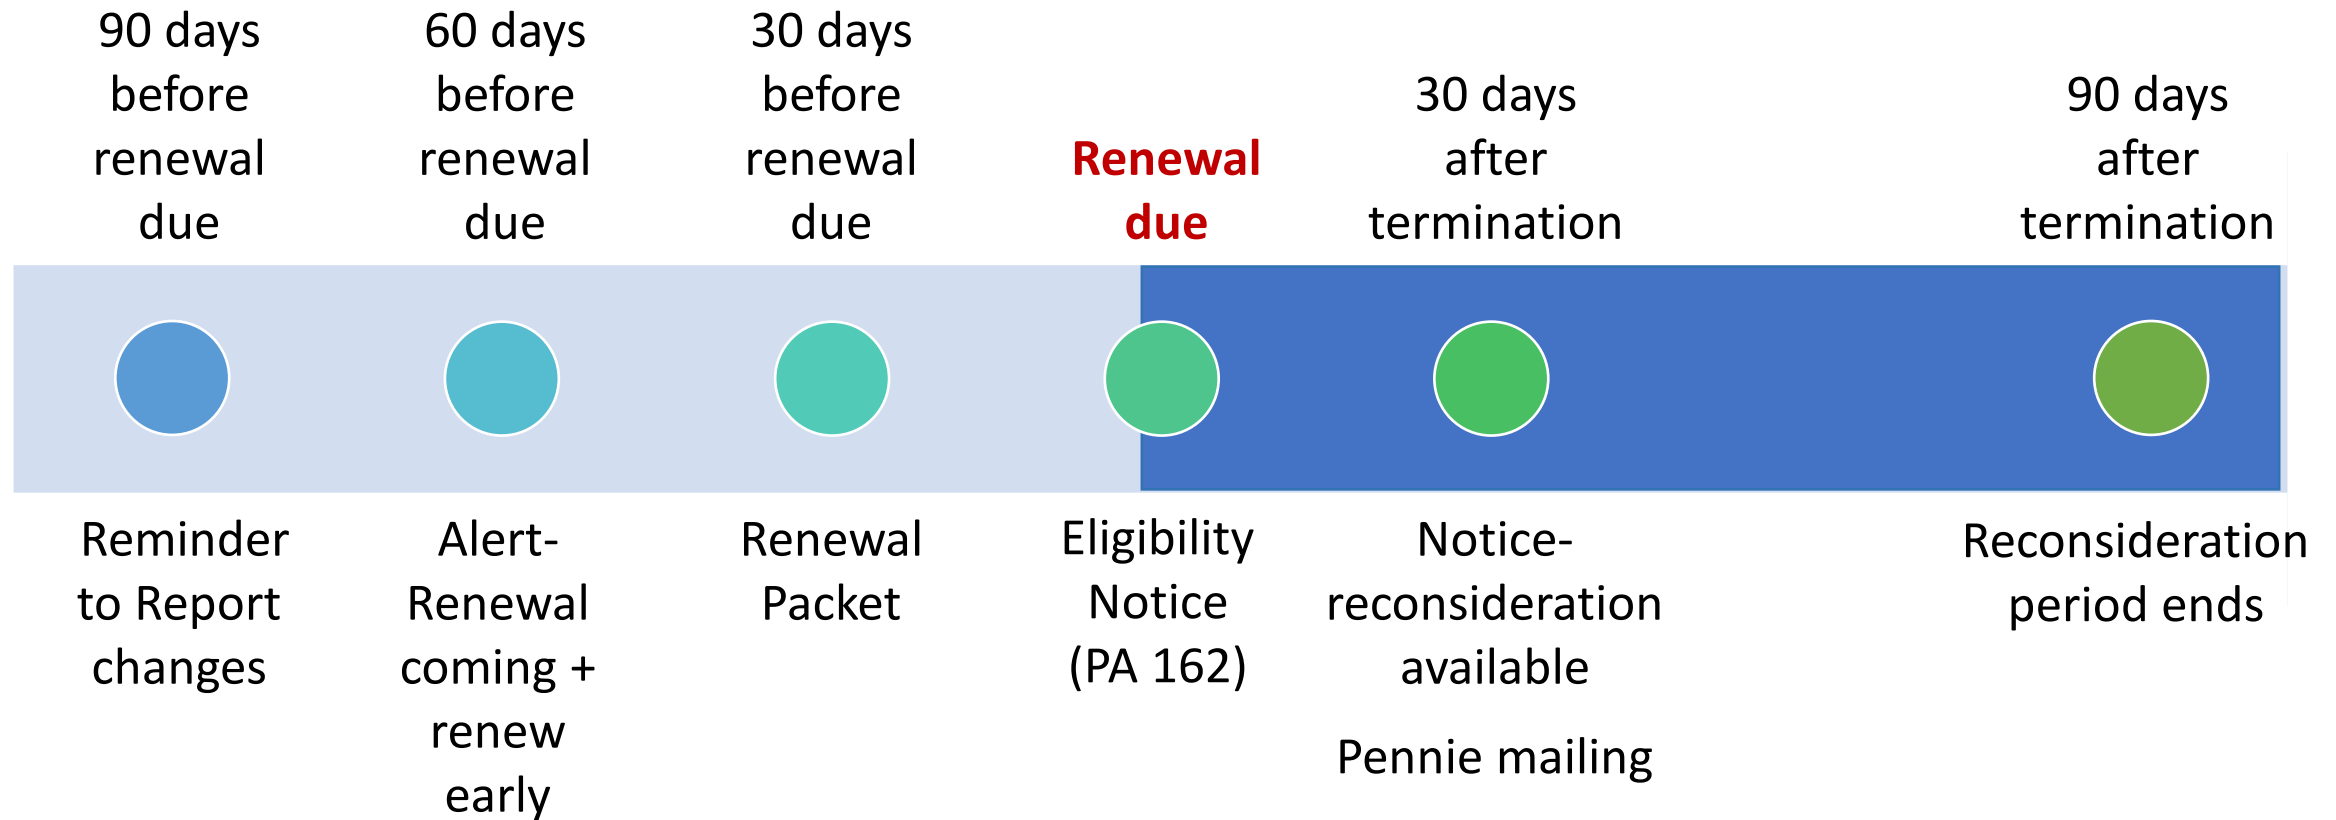 90 days
before
renewal
due
60 days
before
renewal
due
30 days
before
renewal
due
Renewal
due
30 days
after
termination
90 days
after
termination
Reminder
to Report
changes
Alert-
Renewal
coming +
renew
early
Renewal
Packet
Eligibility
Notice
(PA 162)
Notice-
reconsideration
available
Pennie mailing
Reconsideration
period ends